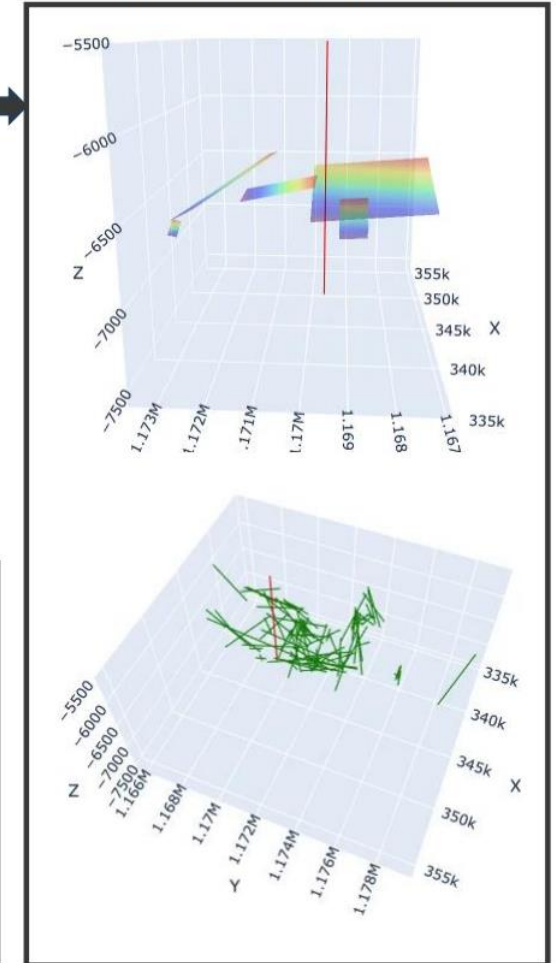 −5500
−6000
−6500
−7000
−7500
Z
355k
350k
345k X
340k
335k
1.173M
1.172M
.171M
1.17M
1.169
1.168
1.167
−5500
−6000
−6500
−7000
−7500
Z
1.166M
1.168M
1.17M
1.172M
1.174M
1.176M
1.178M
Y
335k
340k
345k
X
350k
355k